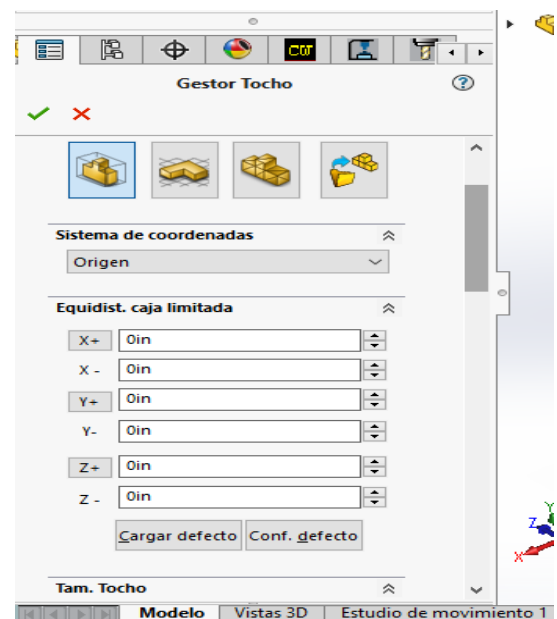 CAM
Gestor Tocho
?
Sistema de coordenadas
Origen
Equidist. caja limitada
X+ 0in
X - 0in
Y+ 0in
Y- 0in
Z+ 0in
Z - 0in
Cargar defecto Conf. defecto
Tam. Tocho
Y
Z
X
Modelo Vistas 3D Estudio de movimiento 1